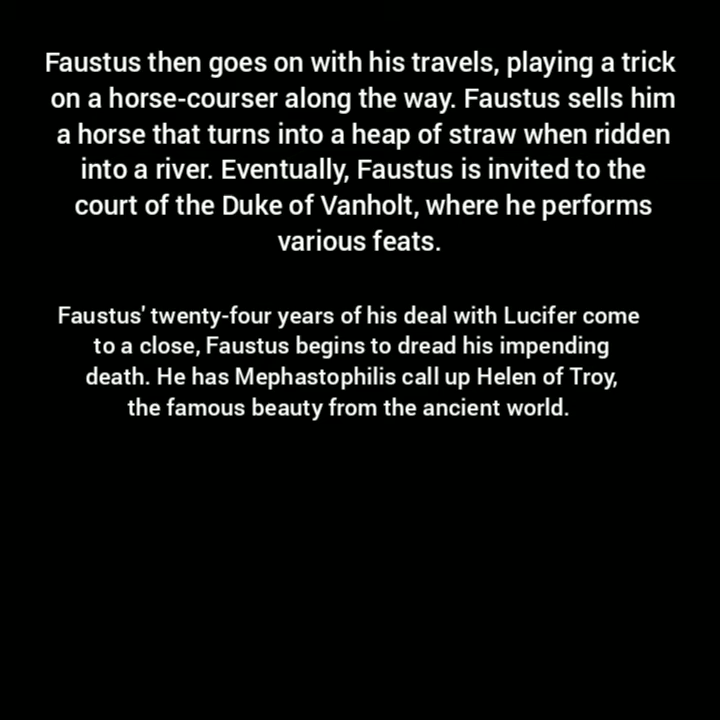 Faustus then goes on with his travels, playing a trick
on a horse-courser along the way. Faustus sells him
a horse that turns into a heap of straw when ridden
into a river. Eventually, Faustus is invited to the
court of the Duke of Vanholt, where he performs
various feats.
Faustus' twenty-four years of his deal with Lucifer come
to a close, Faustus begins to dread his impending
death. He has Mephastophilis call up Helen of Troy,
the famous beauty from the ancient world.